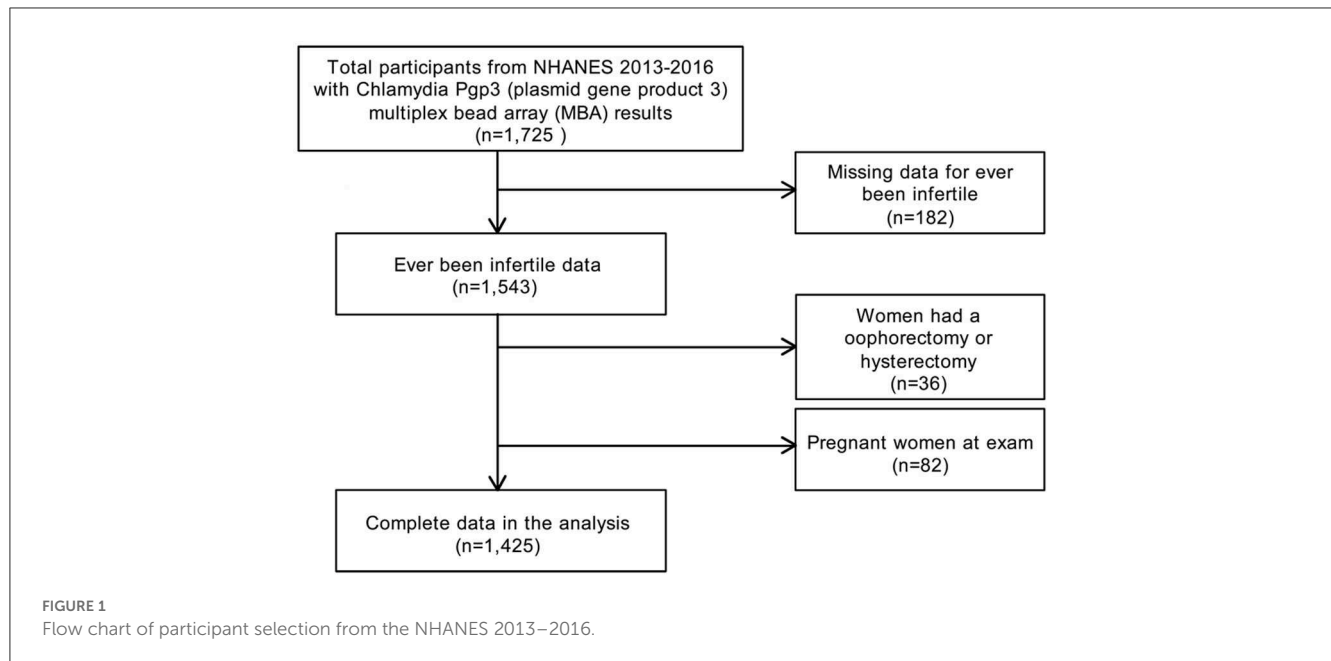 Total participants from NHANES 2013-2016
with Chlamydia Pgp3 (plasmid gene product 3)
multiplex bead array (MBA) results
(n=1,725 )
Missing data for ever
been infertile
(n=182)
Ever been infertile data
(n=1,543)
Women had a
oophorectomy or
hysterectomy
(n=36)
Pregnant women at exam
(n=82)
Complete data in the analysis
(n=1,425)
FIGURE 1
Flow chart of participant selection from the NHANES 2013–2016.